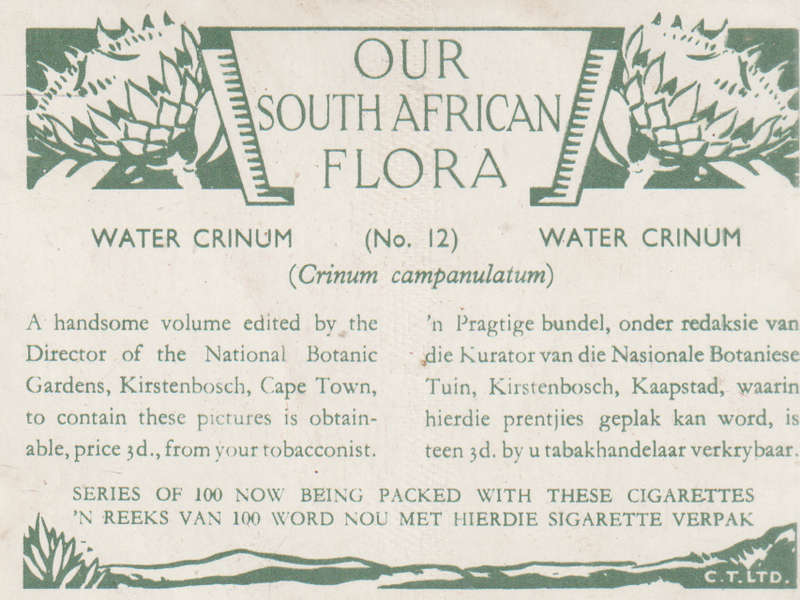 OUR
SOUTH AFRICAN
FLORA
WATER CRINUM (No. 12) WATER CRINUM
(Crinum campanulatum)
A handsome volume edited by the
Director of the National Botanic
Gardens, Kirstenbosch, Cape Town,
to contain these pictures is obtain-
able, price 3d., from your tobacconist.
'n Pragtige bundel, onder redaksie van
die Kurator van die Nasionale Botaniese
Tuin, Kirstenbosch, Kaapstad, waarin
hierdie prentjies geplak kan word, is
teen 3d. by u tabakhandelaar verkrybaar.
SERIES OF 100 NOW BEING PACKED WITH THESE CIGARETTES
'N REEKS VAN 100 WORD NOU MET HIERDIE SIGARETTE VERPAK
C.T. LTD.